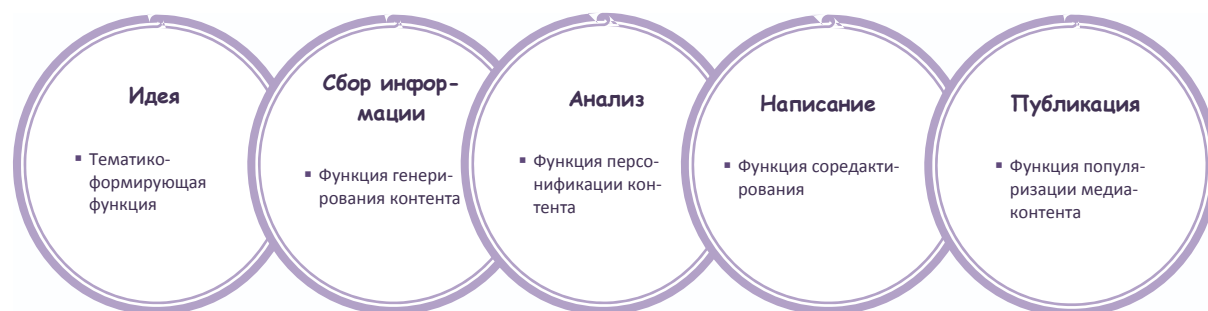 Идея
▪ Тематико-
формирующая
функция
Сбор инфор-
мации
▪ Функция генери-
рования контента
Анализ
▪ Функция персо-
нификации кон-
тента
Написание
▪ Функция соредакти-
рования
Публикация
▪ Функция популя-
ризации медиа-
контента